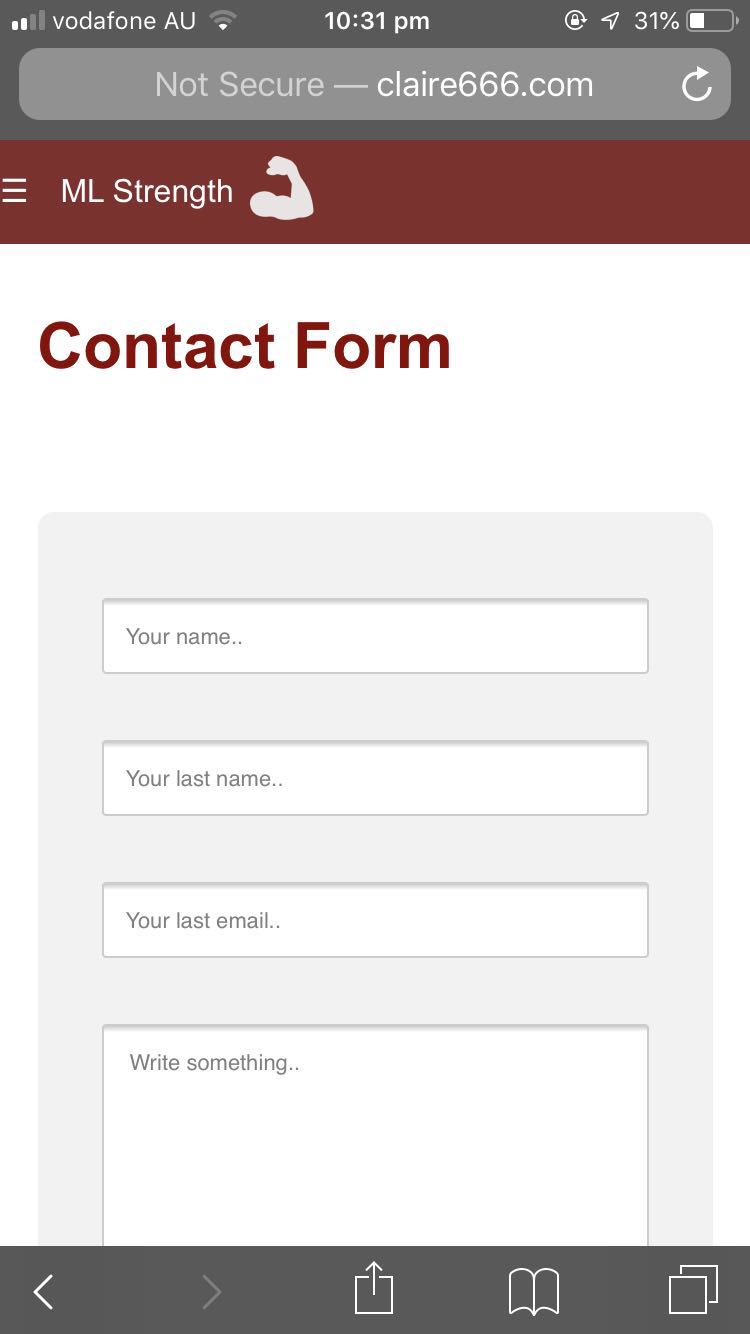 vodafone AU 10:31 pm 31%
Not Secure — claire666.com
ML Strength
Contact Form
Your name..
Your last name..
Your last email..
Write something..